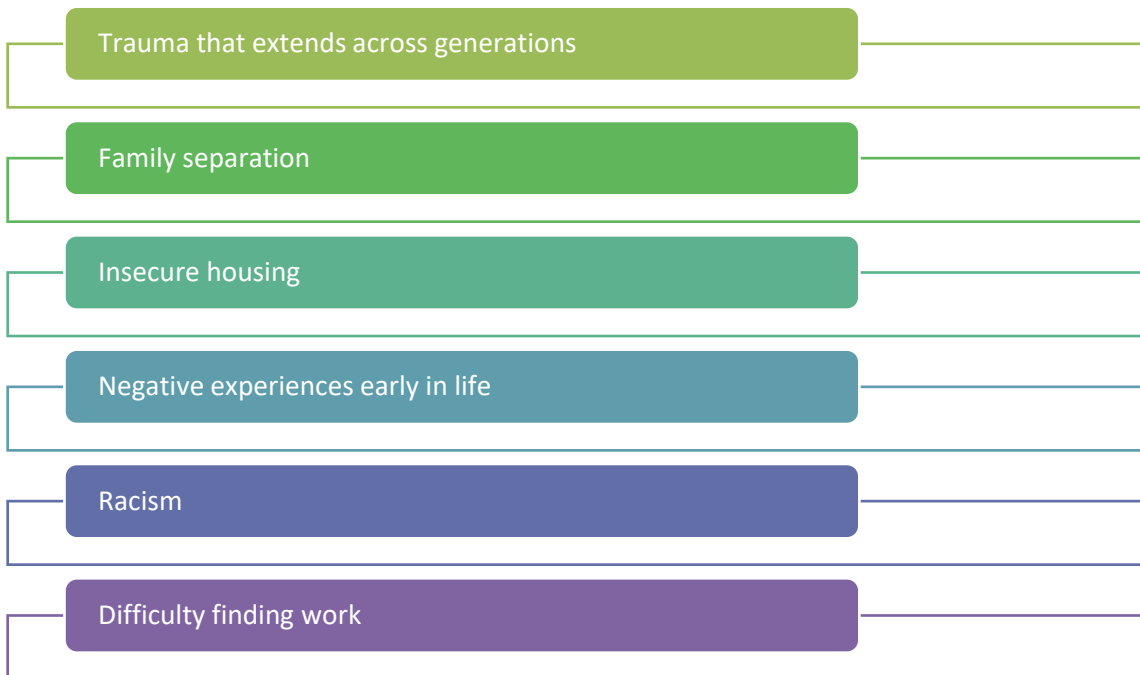 Trauma that extends across generations
Family separation
Insecure housing
Negative experiences early in life
Racism
Difficulty finding work